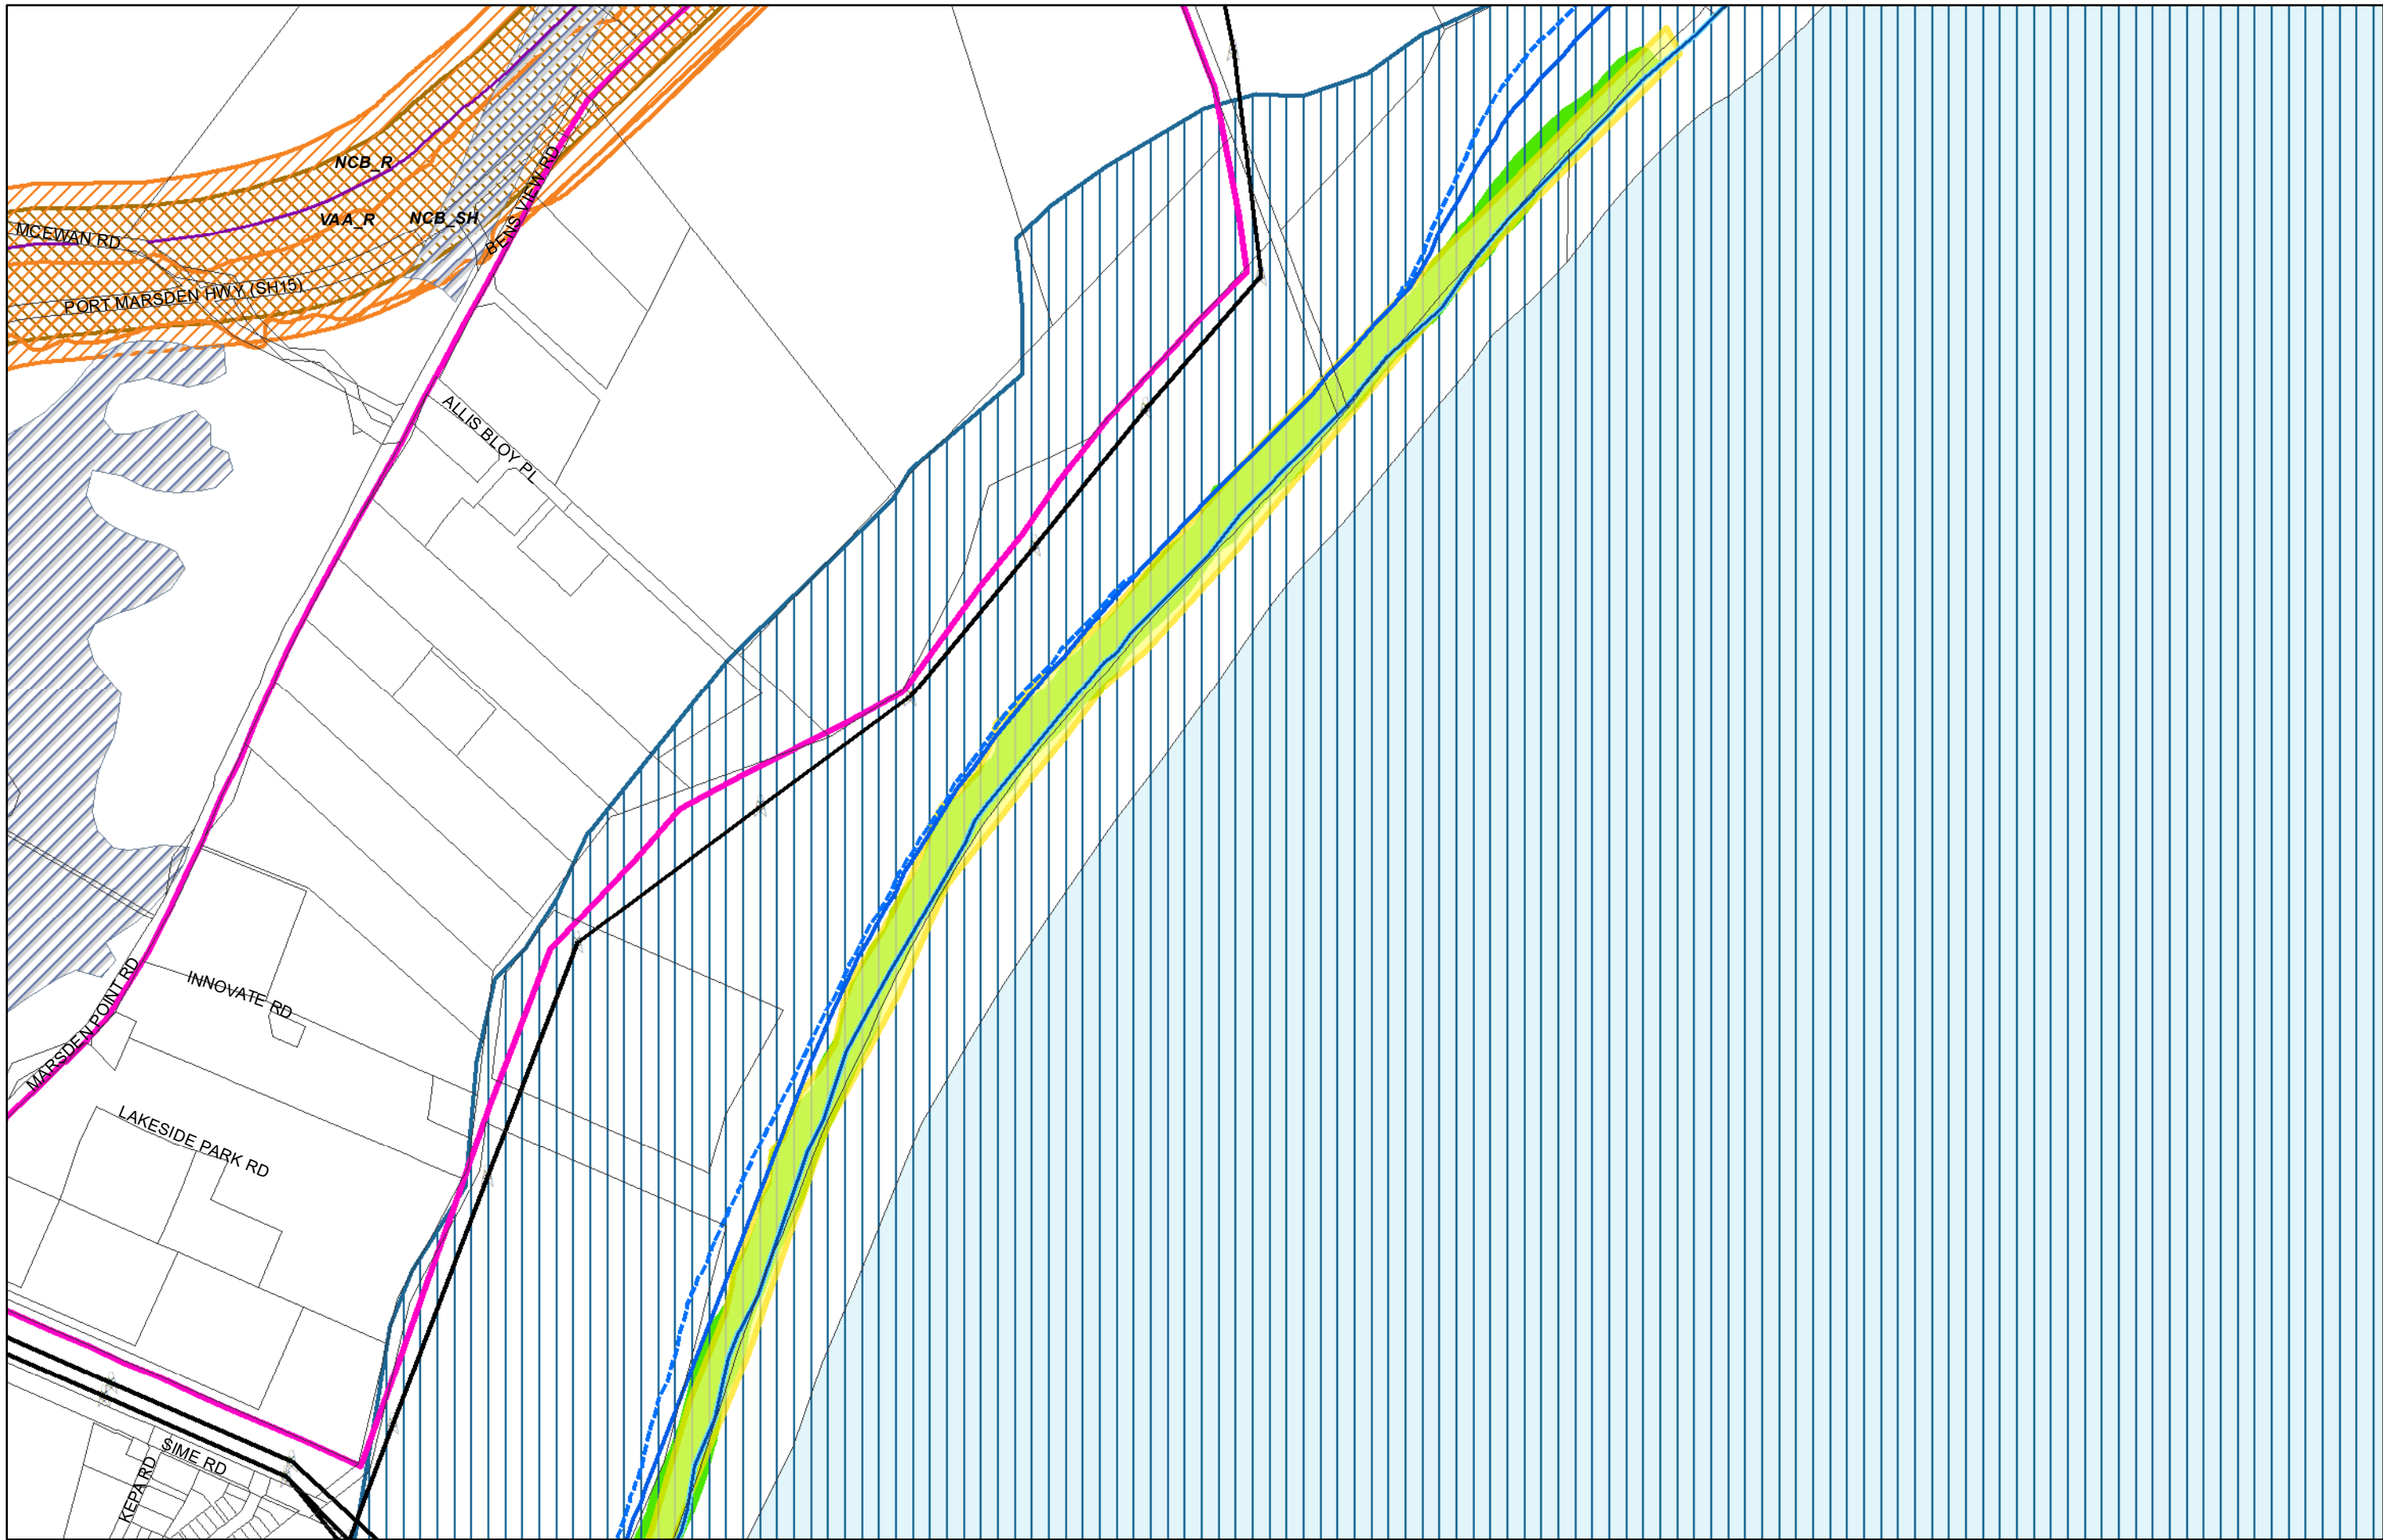 NCB_R
VAA_R
NCB_SH
BENS VIEW RD
MCEWAN RD
PORT MARSDEN HWY (SH15)
ALLIS BLOY PL
MARSDEN POINT RD
INNOVATE RD
LAKESIDE PARK RD
SIME RD
KEPA RD